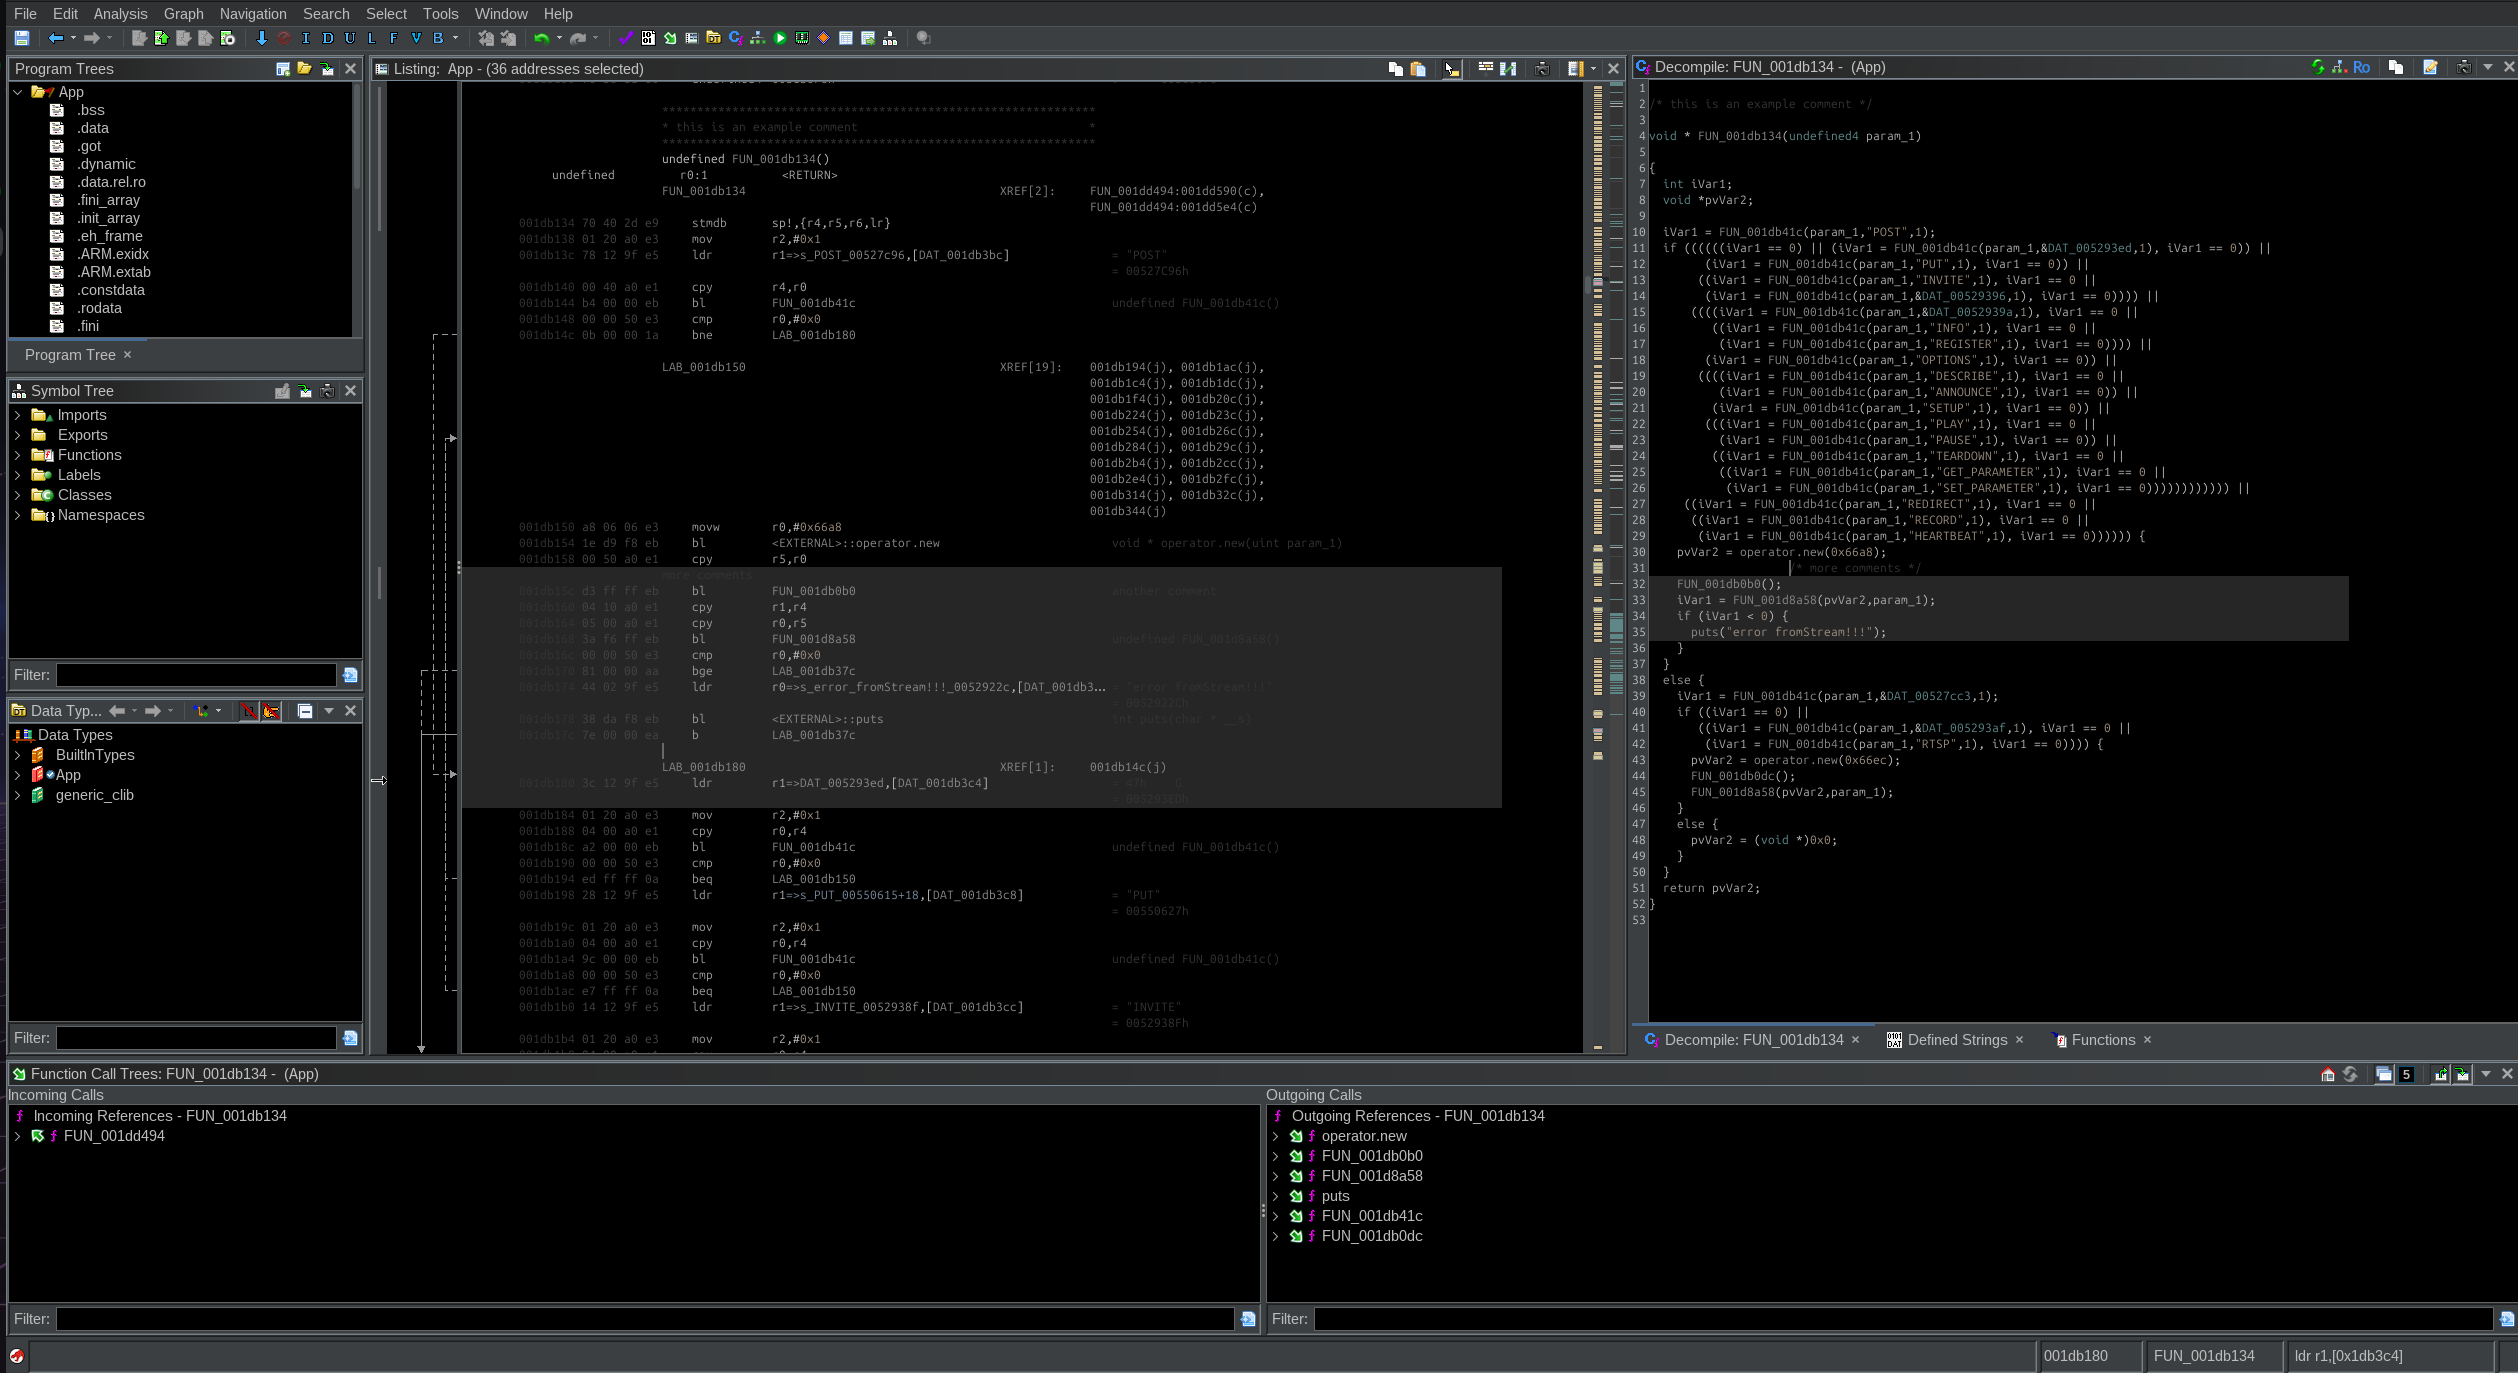 File Edit Analysis Graph Navigation Search Select Tools Window Help
I D U L F V B
Program Trees
App
.bss
.data
.got
.dynamic
.data.rel.ro
.fini_array
.init_array
.eh_frame
.ARM.exidx
.ARM.extab
.constdata
.rodata
.fini
Program Tree ×
Symbol Tree
Imports
Exports
Functions
Labels
Classes
Namespaces
Filter:
Data Typ...
Data Types
BuiltInTypes
App
generic_clib
Filter:
Listing: App - (36 addresses selected)
**************************************************************
* this is an example comment *
**************************************************************
undefined FUN_001db134()
undefined r0:1 <RETURN>
FUN_001db134 XREF[2]: FUN_001dd494:001dd590(c),
FUN_001dd494:001dd5e4(c)
001db134 70 40 2d e9 stmdb sp!,{r4,r5,r6,lr}
001db138 01 20 a0 e3 mov r2,#0x1
001db13c 78 12 9f e5 ldr r1=>s_POST_00527c96,[DAT_001db3bc] = "POST"
= 00527C96h
001db140 00 40 a0 e1 cpy r4,r0
001db144 b4 00 00 eb bl FUN_001db41c undefined FUN_001db41c()
001db148 00 00 50 e3 cmp r0,#0x0
001db14c 0b 00 00 1a bne LAB_001db180
LAB_001db150 XREF[19]: 001db194(j), 001db1ac(j),
001db1c4(j), 001db1dc(j),
001db1f4(j), 001db20c(j),
001db224(j), 001db23c(j),
001db254(j), 001db26c(j),
001db284(j), 001db29c(j),
001db2b4(j), 001db2cc(j),
001db2e4(j), 001db2fc(j),
001db314(j), 001db32c(j),
001db344(j)
001db150 a8 06 06 e3 movw r0,#0x66a8
001db154 1e d9 f8 eb bl <EXTERNAL>::operator.new void * operator.new(uint param_1)
001db158 00 50 a0 e1 cpy r5,r0
more comments
001db15c d3 ff ff eb bl FUN_001db0b0 another comment
001db160 04 10 a0 e1 cpy r1,r4
001db164 05 00 a0 e1 cpy r0,r5
001db168 3a f6 ff eb bl FUN_001d8a58 undefined FUN_001d8a58()
001db16c 00 00 50 e3 cmp r0,#0x0
001db170 81 00 00 aa bge LAB_001db37c
001db174 44 02 9f e5 ldr r0=>s_error_fromStream!!!_0052922c,[DAT_001db3... = "error fromStream!!!"
= 0052922Ch
001db178 38 da f8 eb bl <EXTERNAL>::puts int puts(char * __s)
001db17c 7e 00 00 ea b LAB_001db37c
LAB_001db180 XREF[1]: 001db14c(j)
001db180 3c 12 9f e5 ldr r1=>DAT_005293ed,[DAT_001db3c4] = 47h G
= 005293EDh
001db184 01 20 a0 e3 mov r2,#0x1
001db188 04 00 a0 e1 cpy r0,r4
001db18c a2 00 00 eb bl FUN_001db41c undefined FUN_001db41c()
001db190 00 00 50 e3 cmp r0,#0x0
001db194 ed ff ff 0a beq LAB_001db150
001db198 28 12 9f e5 ldr r1=>s_PUT_00550615+18,[DAT_001db3c8] = "PUT"
= 00550627h
001db19c 01 20 a0 e3 mov r2,#0x1
001db1a0 04 00 a0 e1 cpy r0,r4
001db1a4 9c 00 00 eb bl FUN_001db41c undefined FUN_001db41c()
001db1a8 00 00 50 e3 cmp r0,#0x0
001db1ac e7 ff ff 0a beq LAB_001db150
001db1b0 14 12 9f e5 ldr r1=>s_INVITE_0052938f,[DAT_001db3cc] = "INVITE"
= 0052938Fh
001db1b4 01 20 a0 e3 mov r2,#0x1
Decompile: FUN_001db134 - (App)
Ro
1
2 /* this is an example comment */
3
4 void * FUN_001db134(undefined4 param_1)
5
6 {
7 int iVar1;
8 void *pvVar2;
9
10 iVar1 = FUN_001db41c(param_1,"POST",1);
11 if ((((((iVar1 == 0) || (iVar1 = FUN_001db41c(param_1,&DAT_005293ed,1), iVar1 == 0)) ||
12 (iVar1 = FUN_001db41c(param_1,"PUT",1), iVar1 == 0)) ||
13 ((iVar1 = FUN_001db41c(param_1,"INVITE",1), iVar1 == 0 ||
14 (iVar1 = FUN_001db41c(param_1,&DAT_00529396,1), iVar1 == 0)))) ||
15 ((((iVar1 = FUN_001db41c(param_1,&DAT_0052939a,1), iVar1 == 0 ||
16 ((iVar1 = FUN_001db41c(param_1,"INFO",1), iVar1 == 0 ||
17 (iVar1 = FUN_001db41c(param_1,"REGISTER",1), iVar1 == 0)))) ||
18 (iVar1 = FUN_001db41c(param_1,"OPTIONS",1), iVar1 == 0)) ||
19 ((((iVar1 = FUN_001db41c(param_1,"DESCRIBE",1), iVar1 == 0 ||
20 (iVar1 = FUN_001db41c(param_1,"ANNOUNCE",1), iVar1 == 0)) ||
21 (iVar1 = FUN_001db41c(param_1,"SETUP",1), iVar1 == 0)) ||
22 (((iVar1 = FUN_001db41c(param_1,"PLAY",1), iVar1 == 0 ||
23 (iVar1 = FUN_001db41c(param_1,"PAUSE",1), iVar1 == 0)) ||
24 ((iVar1 = FUN_001db41c(param_1,"TEARDOWN",1), iVar1 == 0 ||
25 ((iVar1 = FUN_001db41c(param_1,"GET_PARAMETER",1), iVar1 == 0 ||
26 (iVar1 = FUN_001db41c(param_1,"SET_PARAMETER",1), iVar1 == 0)))))))))))) ||
27 ((iVar1 = FUN_001db41c(param_1,"REDIRECT",1), iVar1 == 0 ||
28 ((iVar1 = FUN_001db41c(param_1,"RECORD",1), iVar1 == 0 ||
29 (iVar1 = FUN_001db41c(param_1,"HEARTBEAT",1), iVar1 == 0)))))) {
30 pvVar2 = operator.new(0x66a8);
31 /* more comments */
32 FUN_001db0b0();
33 iVar1 = FUN_001d8a58(pvVar2,param_1);
34 if (iVar1 < 0) {
35 puts("error fromStream!!!");
36 }
37 }
38 else {
39 iVar1 = FUN_001db41c(param_1,&DAT_00527cc3,1);
40 if ((iVar1 == 0) ||
41 ((iVar1 = FUN_001db41c(param_1,&DAT_005293af,1), iVar1 == 0 ||
42 (iVar1 = FUN_001db41c(param_1,"RTSP",1), iVar1 == 0)))) {
43 pvVar2 = operator.new(0x66ec);
44 FUN_001db0dc();
45 FUN_001d8a58(pvVar2,param_1);
46 }
47 else {
48 pvVar2 = (void *)0x0;
49 }
50 }
51 return pvVar2;
52 }
53
Decompile: FUN_001db134 × Defined Strings × Functions ×
Function Call Trees: FUN_001db134 - (App)
5
Incoming Calls
Incoming References - FUN_001db134
FUN_001dd494
Filter:
Outgoing Calls
Outgoing References - FUN_001db134
operator.new
FUN_001db0b0
FUN_001d8a58
puts
FUN_001db41c
FUN_001db0dc
Filter:
001db180 FUN_001db134 ldr r1,[0x1db3c4]